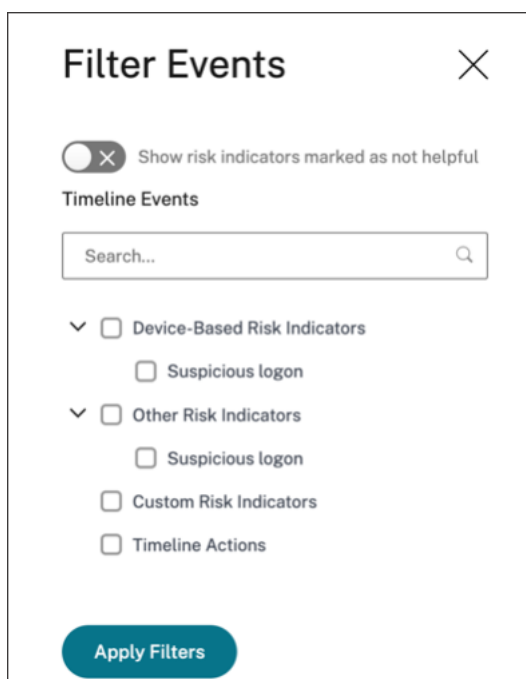 Filter Events
Show risk indicators marked as not helpful
Timeline Events
Search...
Device-Based Risk Indicators
Suspicious logon
Other Risk Indicators
Suspicious logon
Custom Risk Indicators
Timeline Actions
Apply Filters